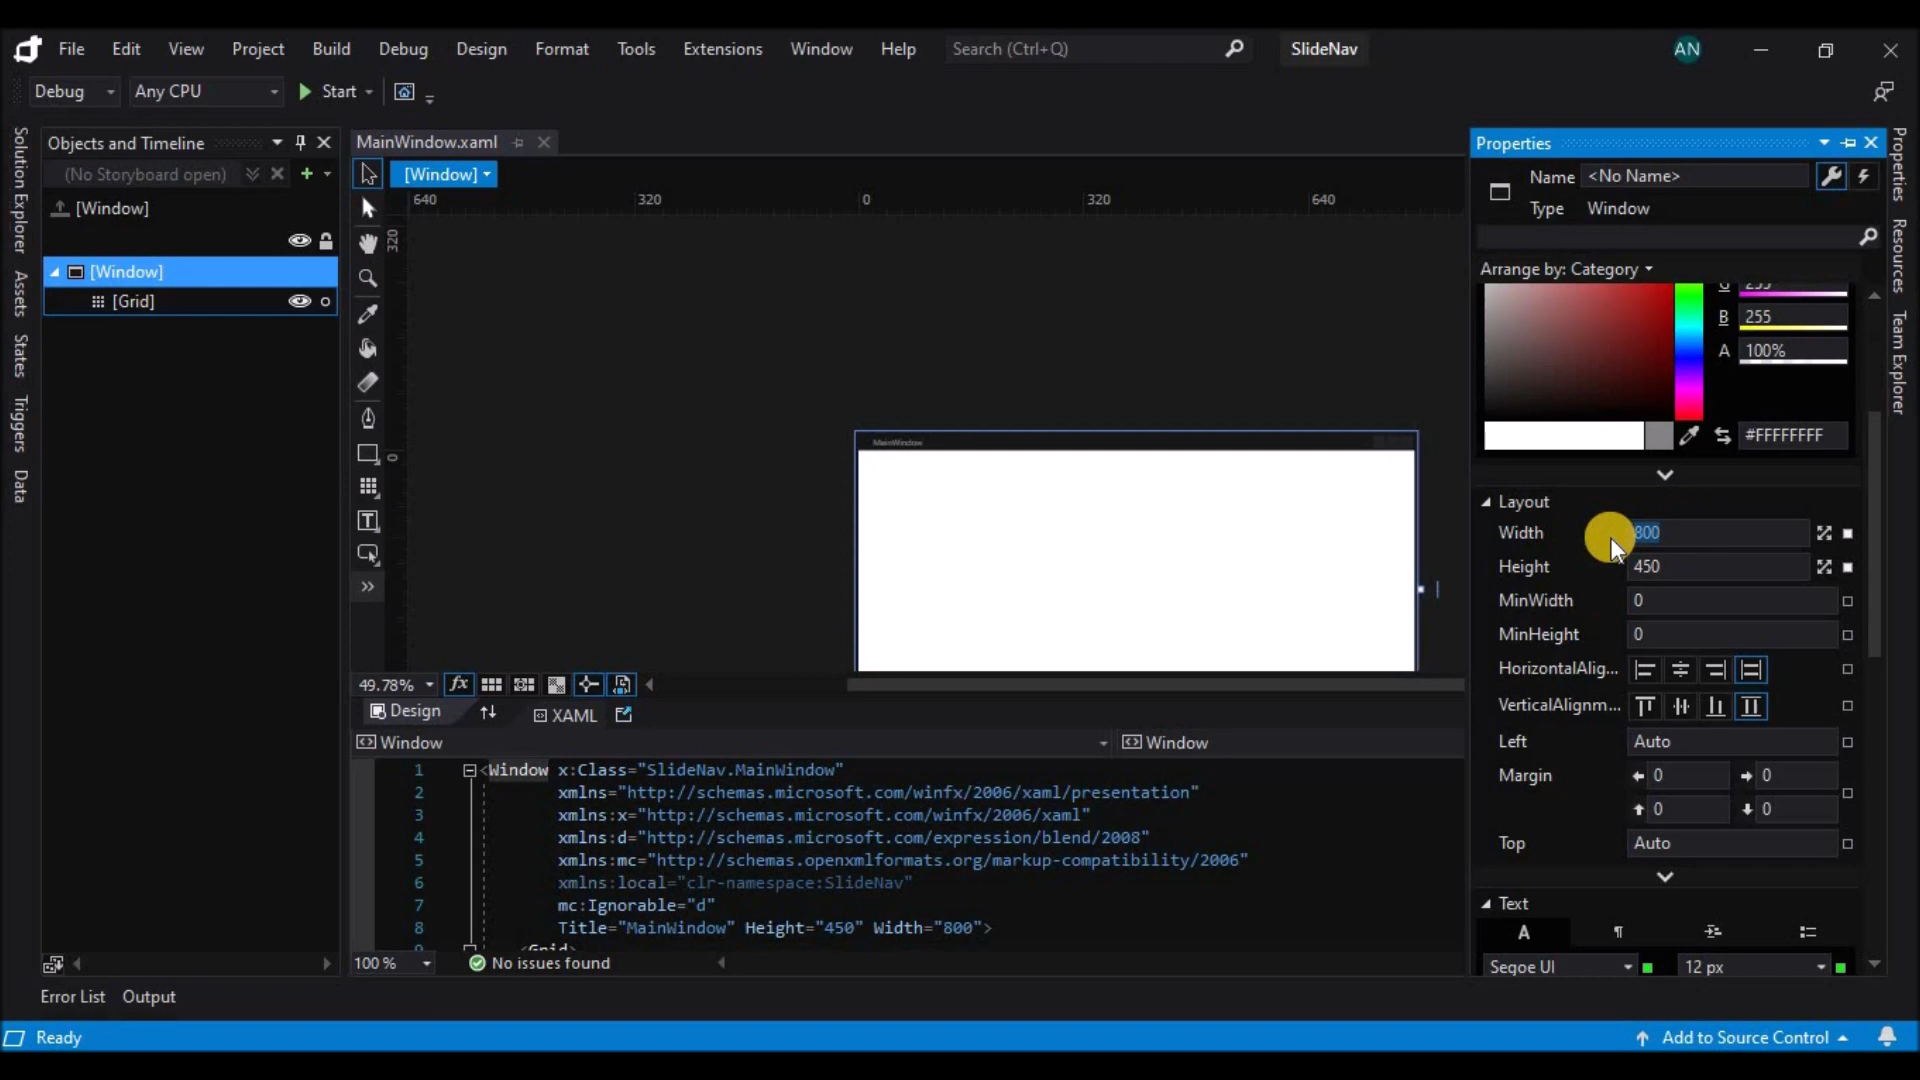 File Edit View Project Build Debug Design Format Tools Extensions Window Help Search (Ctrl+Q) SlideNav AN
Debug Any CPU Start
Solution Explorer
Assets
States
Triggers
Data
Objects and Timeline
(No Storyboard open)
[Window]
[Window]
[Grid]
MainWindow.xaml
[Window]
640 320 0 320 640
320
0
MainWindow
49.78%
Design XAML
Window Window
1 <Window x:Class="SlideNav.MainWindow"
2 xmlns="http://schemas.microsoft.com/winfx/2006/xaml/presentation"
3 xmlns:x="http://schemas.microsoft.com/winfx/2006/xaml"
4 xmlns:d="http://schemas.microsoft.com/expression/blend/2008"
5 xmlns:mc="http://schemas.openxmlformats.org/markup-compatibility/2006"
6 xmlns:local="clr-namespace:SlideNav"
7 mc:Ignorable="d"
8 Title="MainWindow" Height="450" Width="800">
9 <Grid>
100 % No issues found
Properties
Name <No Name>
Type Window
Arrange by: Category
G 255
B 255
A 100%
#FFFFFFFF
Layout
Width 800
Height 450
MinWidth 0
MinHeight 0
HorizontalAlig...
VerticalAlignm...
Left Auto
Margin 0 0
0 0
Top Auto
Text
A ¶
Segoe UI 12 px
Properties
Resources
Team Explorer
Error List Output
Ready Add to Source Control